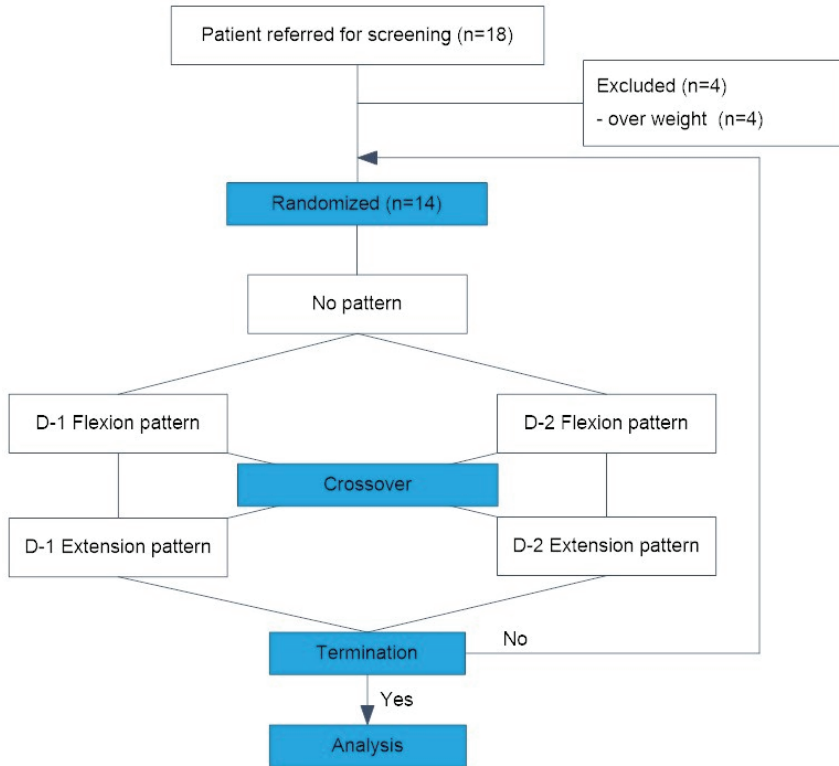 Patient referred for screening (n=18)
Excluded (n=4)
- over weight (n=4)
Randomized (n=14)
No pattern
D-1 Flexion pattern
D-2 Flexion pattern
Crossover
D-1 Extension pattern
D-2 Extension pattern
Termination
No
Yes
Analysis